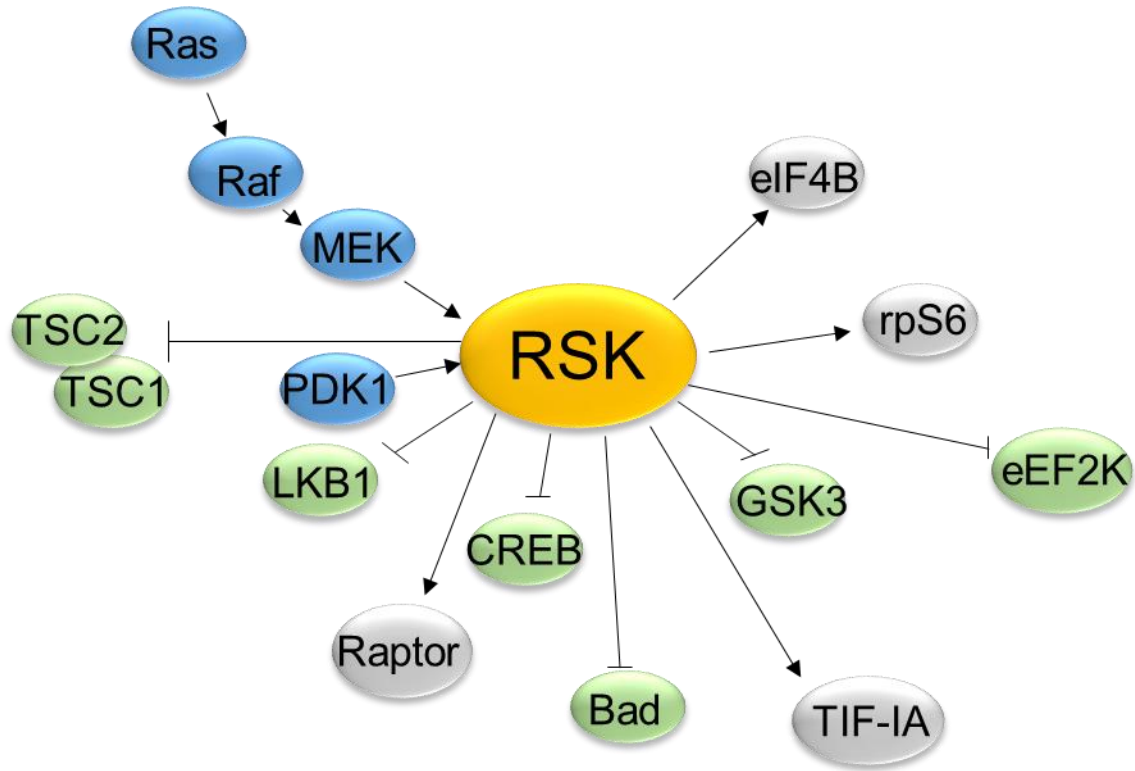 Ras
Raf
eIF4B
MEK
rpS6
TSC2
RSK
TSC1
PDK1
LKB1
eEF2K
GSK3
CREB
Raptor
Bad
TIF-IA